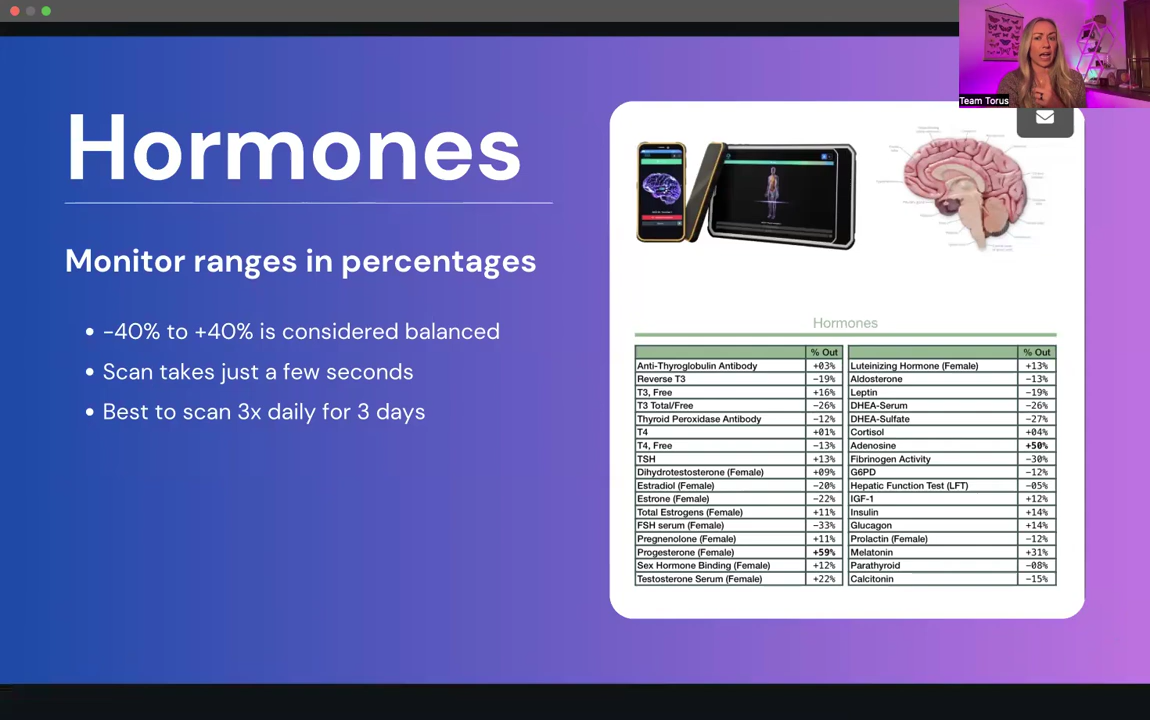 Team Torus
Hormones
Monitor ranges in percentages
• -40% to +40% is considered balanced
• Scan takes just a few seconds
• Best to scan 3x daily for 3 days
Hormones
% Out
Anti-Thyroglobulin Antibody +03%
Reverse T3 -19%
T3, Free +16%
T3 Total/Free -26%
Thyroid Peroxidase Antibody -12%
T4 +01%
T4, Free -13%
TSH +13%
Dihydrotestosterone (Female) +09%
Estradiol (Female) -20%
Estrone (Female) -22%
Total Estrogens (Female) +11%
FSH serum (Female) -33%
Pregnenolone (Female) +11%
Progesterone (Female) +59%
Sex Hormone Binding (Female) +12%
Testosterone Serum (Female) +22%
% Out
Luteinizing Hormone (Female) +13%
Aldosterone -13%
Leptin -19%
DHEA-Serum -26%
DHEA-Sulfate -27%
Cortisol +04%
Adenosine +50%
Fibrinogen Activity -30%
G6PD -12%
Hepatic Function Test (LFT) -05%
IGF-1 +12%
Insulin +14%
Glucagon +14%
Prolactin (Female) -12%
Melatonin +31%
Parathyroid -08%
Calcitonin -15%